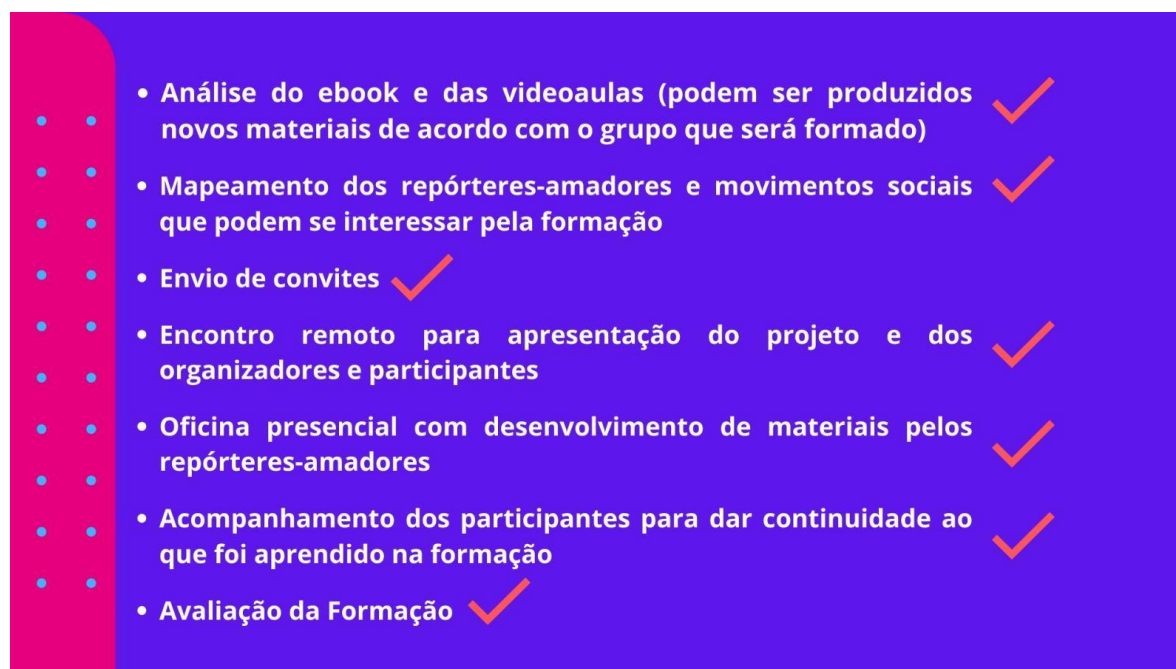 • Análise do ebook e das videoaulas (podem ser produzidos
novos materiais de acordo com o grupo que será formado)
• Mapeamento dos repórteres-amadores e movimentos sociais
que podem se interessar pela formação
• Envio de convites
• Encontro remoto para apresentação do projeto e dos
organizadores e participantes
• Oficina presencial com desenvolvimento de materiais pelos
repórteres-amadores
• Acompanhamento dos participantes para dar continuidade ao
que foi aprendido na formação
• Avaliação da Formação